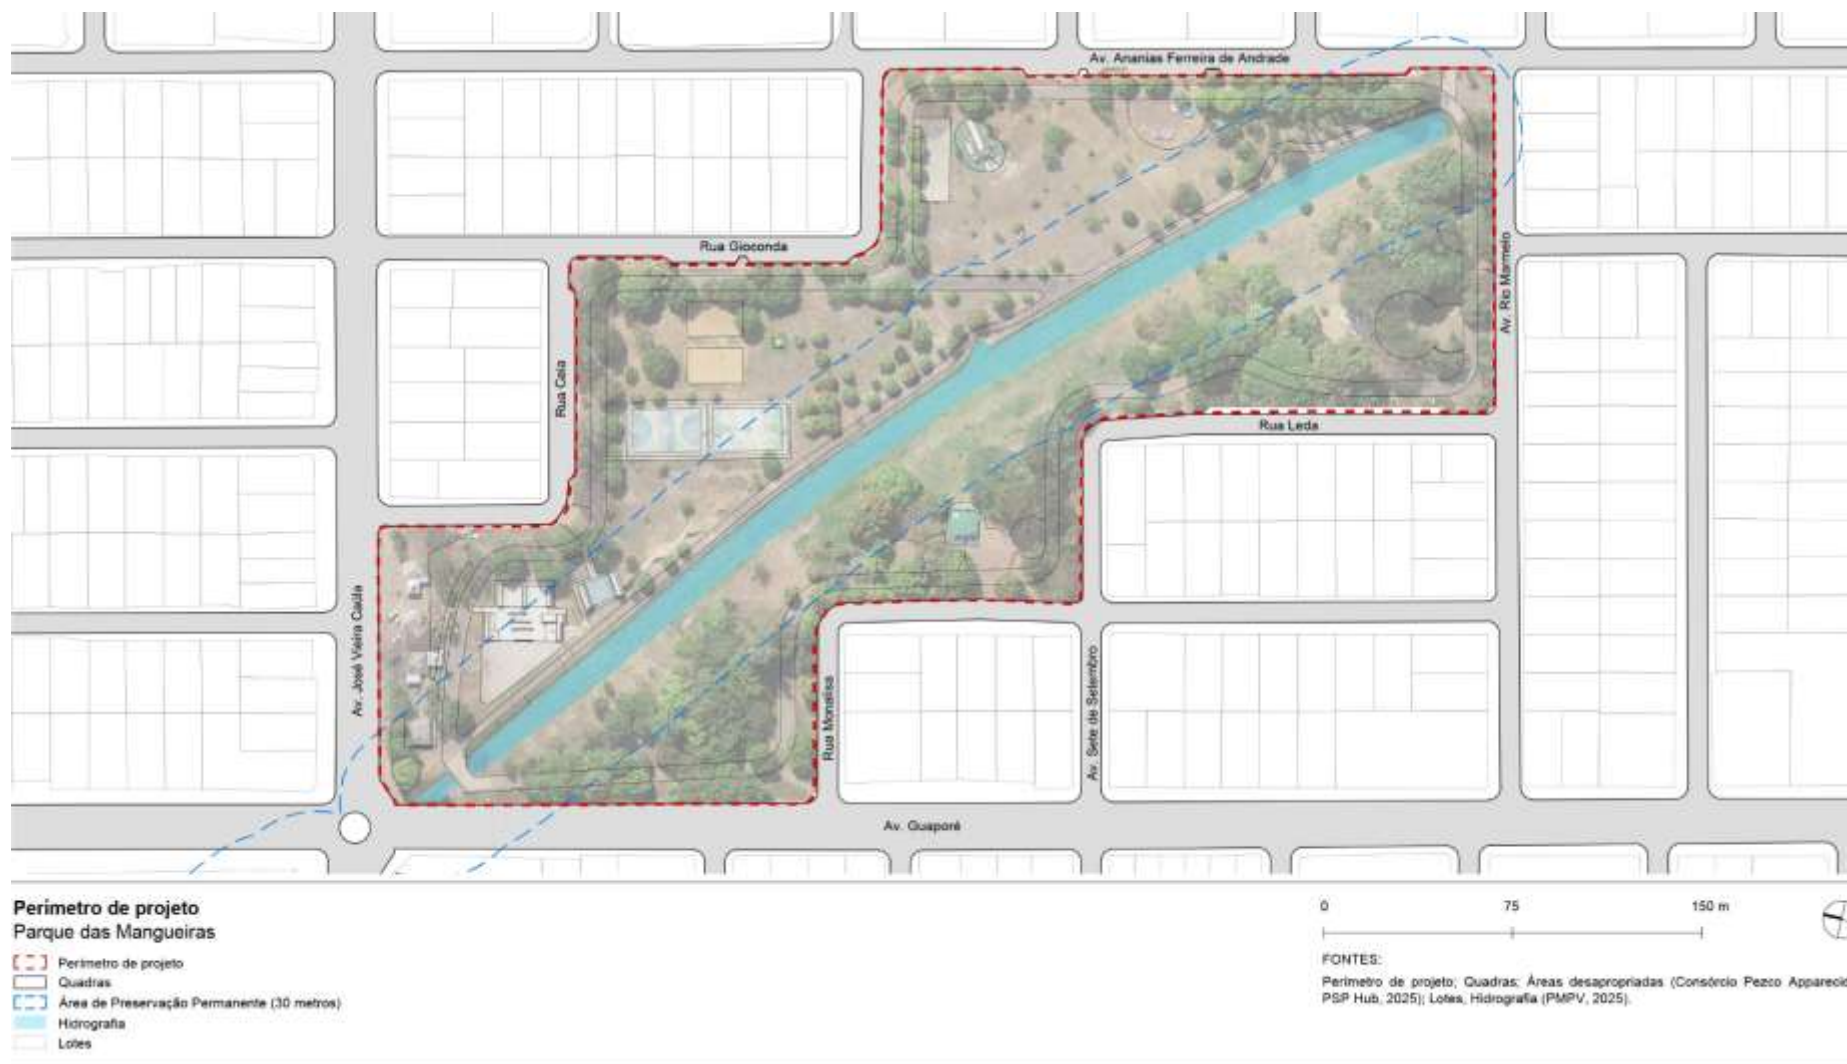 Av. Ananias Ferreira de Andrade
Rua Gioconda
Av. Rio Marmelo
Rua Ceia
Rua Leda
Av. José Vieira Caúla
Rua Monalisa
Av. Sete de Setembro
Av. Guaporé
Perímetro de projeto
Parque das Mangueiras
Perímetro de projeto
Quadras
Área de Preservação Permanente (30 metros)
Hidrografia
Lotes
0 75 150 m
FONTES:
Perímetro de projeto; Quadras; Áreas desapropriadas (Consórcio Pezco Apparecid
PSP Hub, 2025); Lotes, Hidrografia (PMPV, 2025).